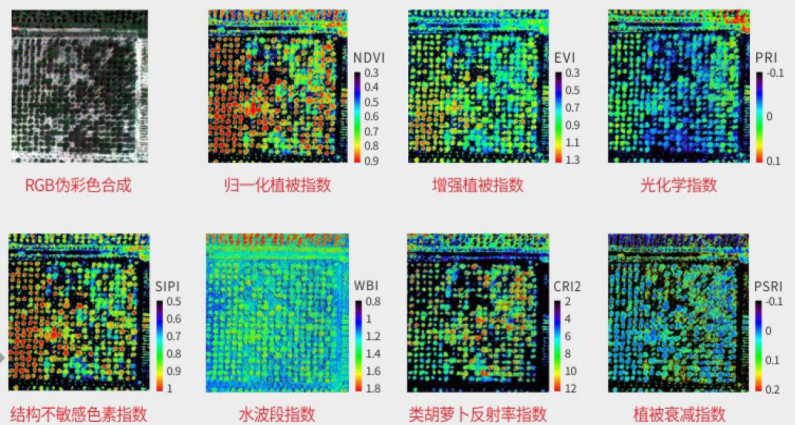 NDVI
0.3
0.4
0.5
0.6
0.7
0.8
0.9
EVI
0.3
0.5
0.7
0.9
1.1
1.3
PRI
-0.1
0
0.1
RGB伪彩色合成
归一化植被指数
增强植被指数
光化学指数
SIPI
0.5
0.6
0.7
0.8
0.9
1
WBI
0.8
1
1.2
1.4
1.6
1.8
CRI2
2
4
6
8
10
12
PSRI
-0.1
0
0.1
0.2
结构不敏感色素指数
水波段指数
类胡萝卜反射率指数
植被衰减指数